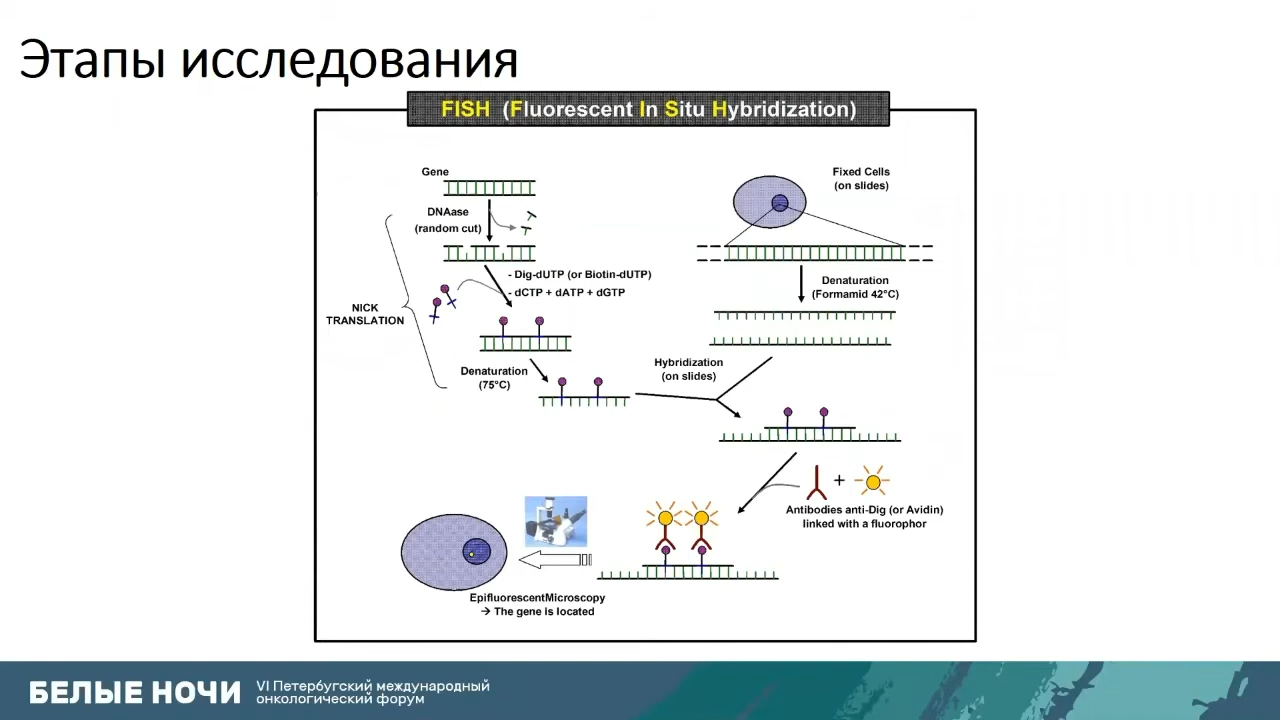 Этапы исследования
FISH (Fluorescent In Situ Hybridization)
Gene
DNAase
(random cut)
- Dig-dUTP (or Biotin-dUTP)
- dCTP + dATP + dGTP
NICK
TRANSLATION
Denaturation
(75°C)
Fixed Cells
(on slides)
Denaturation
(Formamid 42°C)
Hybridization
(on slides)
+
Antibodies anti-Dig (or Avidin)
linked with a fluorophor
EpifluorescentMicroscopy
→ The gene is located
БЕЛЫЕ НОЧИ
VI Петербугский международный
онкологический форум